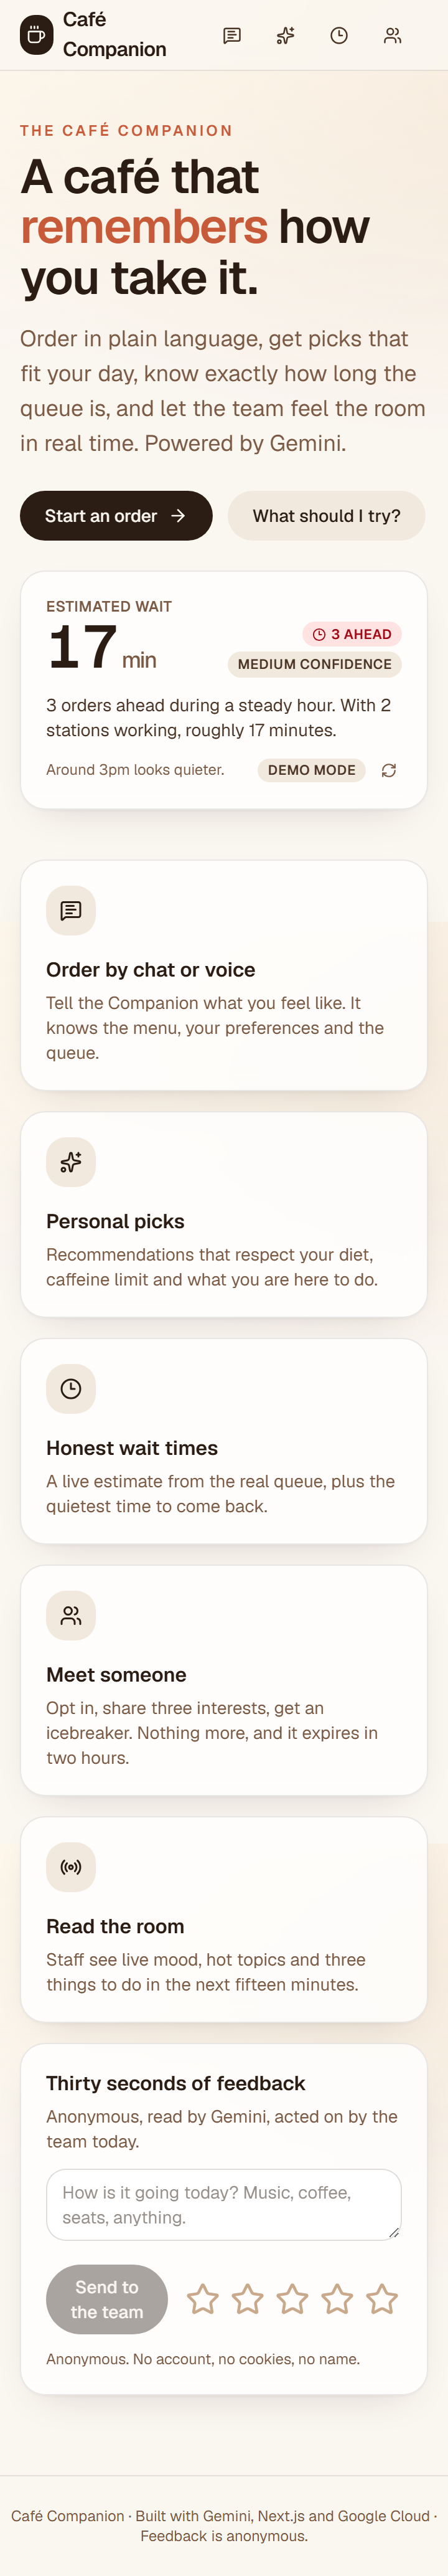 Café
Companion
THE CAFÉ COMPANION
A café that
remembers how
you take it.
Order in plain language, get picks that
fit your day, know exactly how long the
queue is, and let the team feel the room
in real time. Powered by Gemini.
Start an order
What should I try?
ESTIMATED WAIT
17 min
3 AHEAD
MEDIUM CONFIDENCE
3 orders ahead during a steady hour. With 2
stations working, roughly 17 minutes.
Around 3pm looks quieter.
DEMO MODE
Order by chat or voice
Tell the Companion what you feel like. It
knows the menu, your preferences and the
queue.
Personal picks
Recommendations that respect your diet,
caffeine limit and what you are here to do.
Honest wait times
A live estimate from the real queue, plus the
quietest time to come back.
Meet someone
Opt in, share three interests, get an
icebreaker. Nothing more, and it expires in
two hours.
Read the room
Staff see live mood, hot topics and three
things to do in the next fifteen minutes.
Thirty seconds of feedback
Anonymous, read by Gemini, acted on by the
team today.
How is it going today? Music, coffee,
seats, anything.
Send to
the team
Anonymous. No account, no cookies, no name.
Café Companion · Built with Gemini, Next.js and Google Cloud ·
Feedback is anonymous.